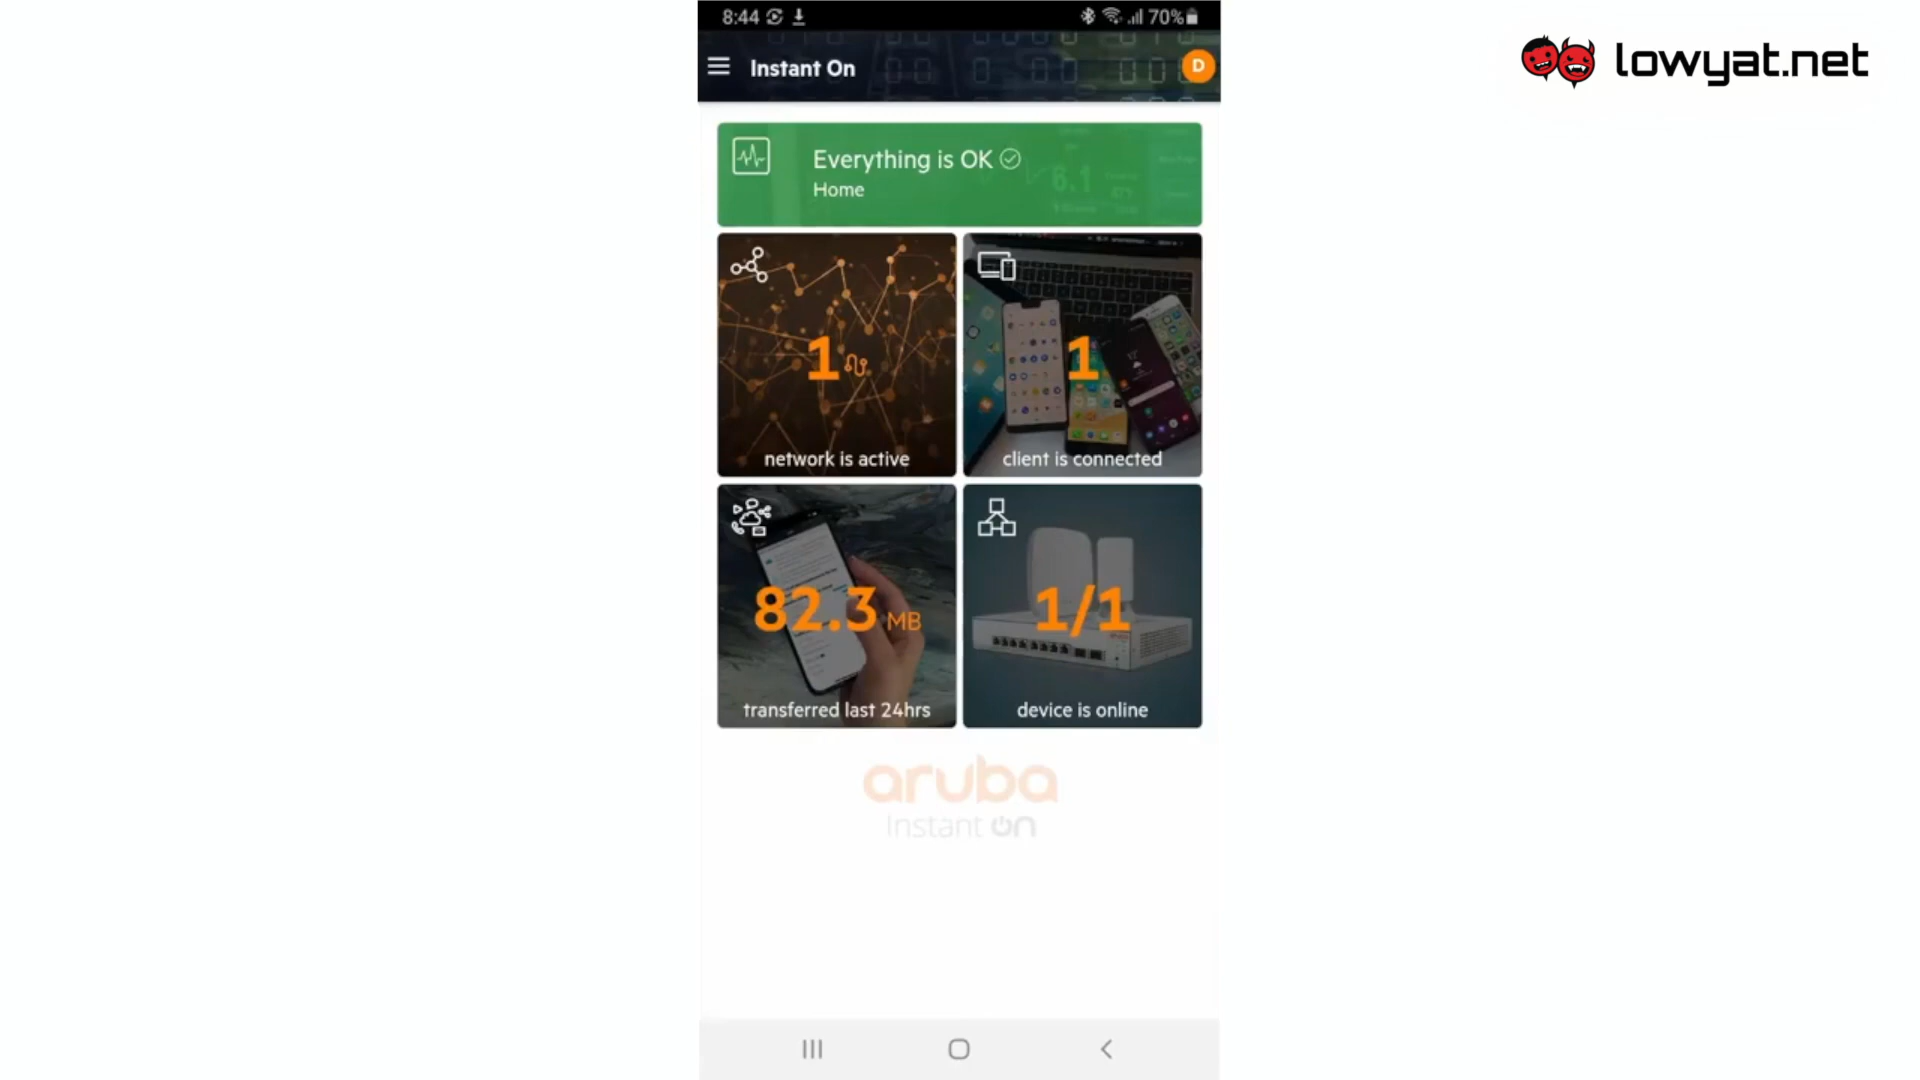 8:44
70%
lowyat.net
Instant On
D
Everything is OK
Home
1
network is active
1
client is connected
82.3 MB
transferred last 24hrs
1/1
device is online
aruba
Instant On